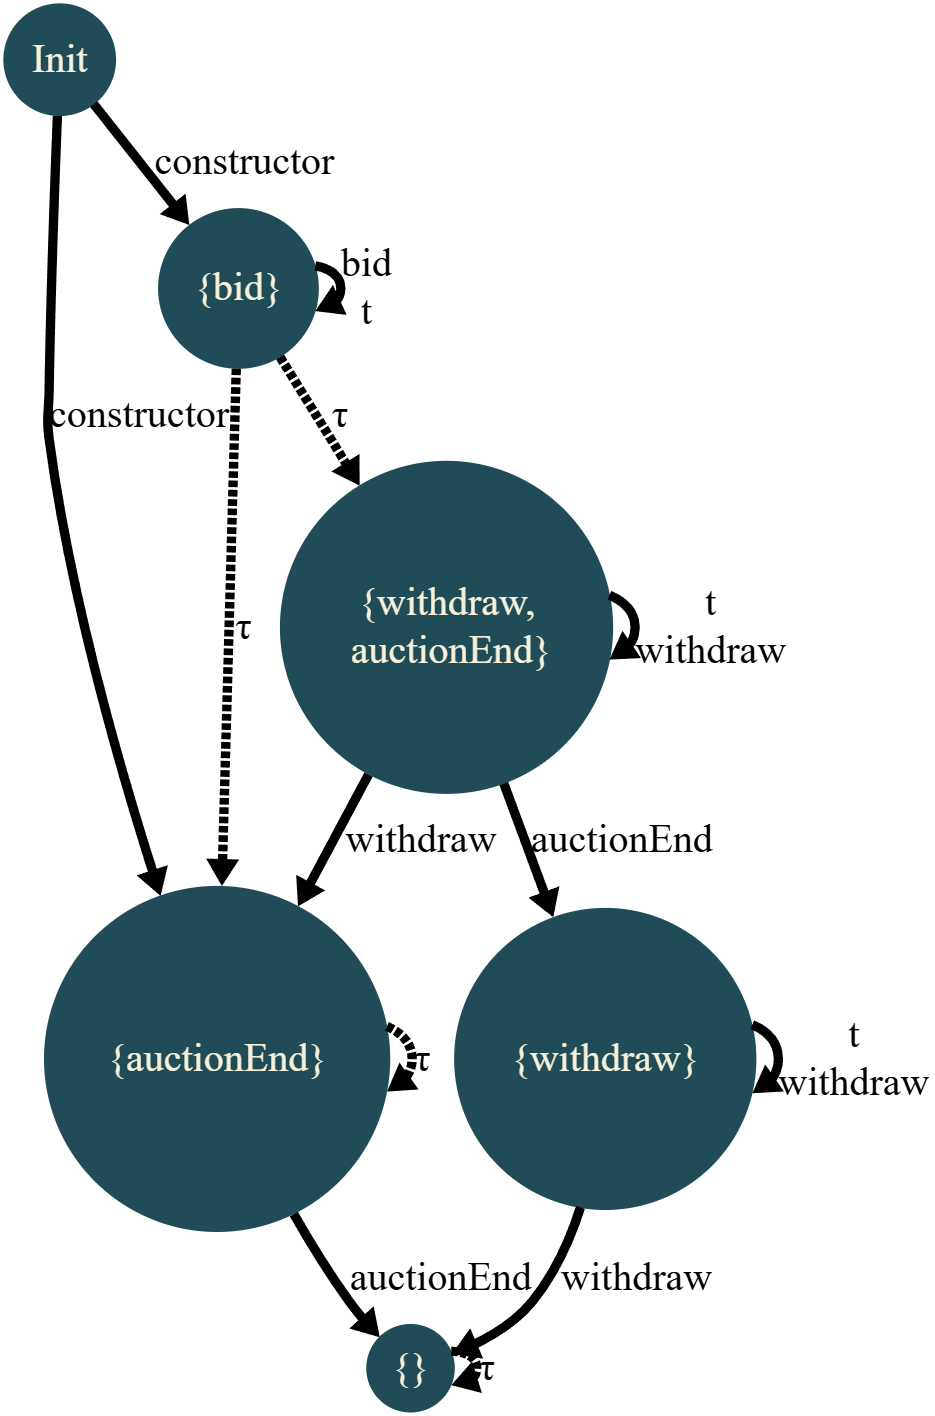 Init
constructor
{bid}
bid
t
constructor
τ
{withdraw,
auctionEnd}
t
withdraw
τ
withdraw
auctionEnd
{auctionEnd}
τ
{withdraw}
t
withdraw
auctionEnd
withdraw
{}
τ